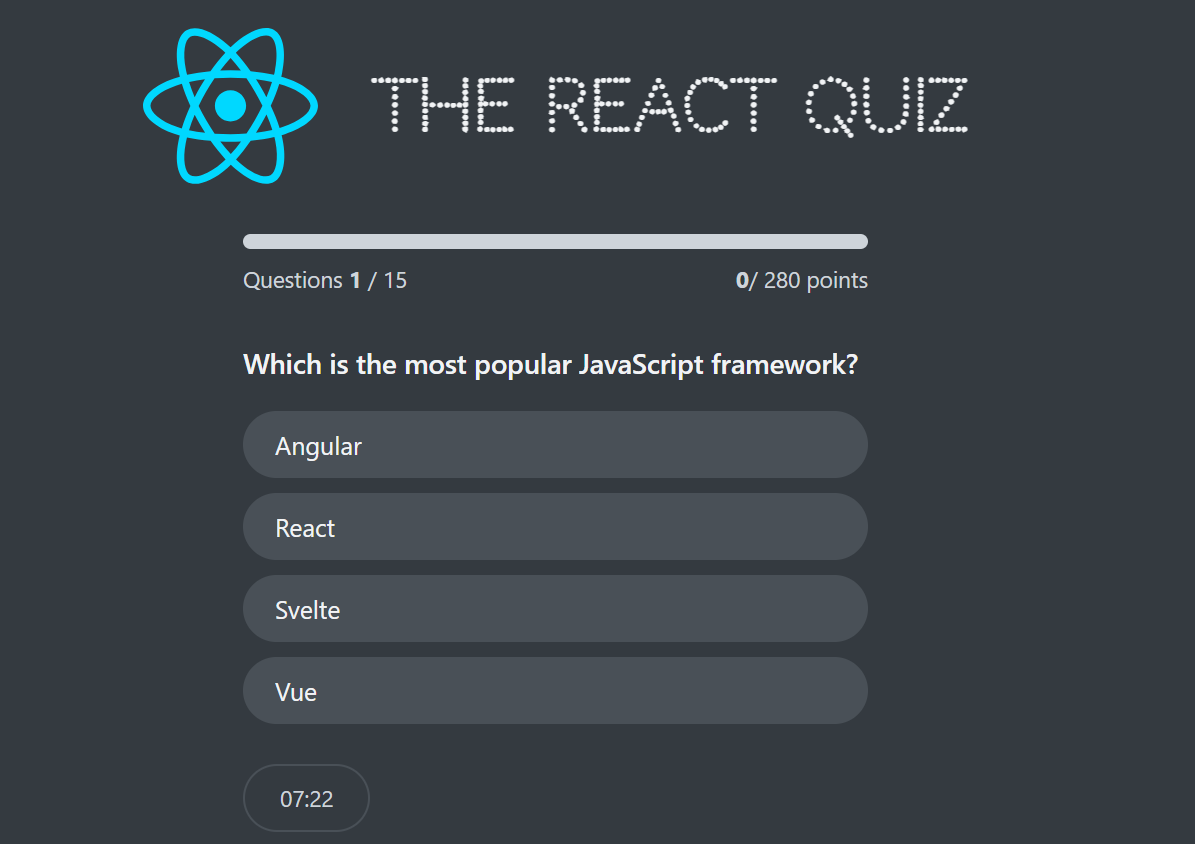 THE REACT QUIZ
Questions 1 / 15
0/ 280 points
Which is the most popular JavaScript framework?
Angular
React
Svelte
Vue
07:22